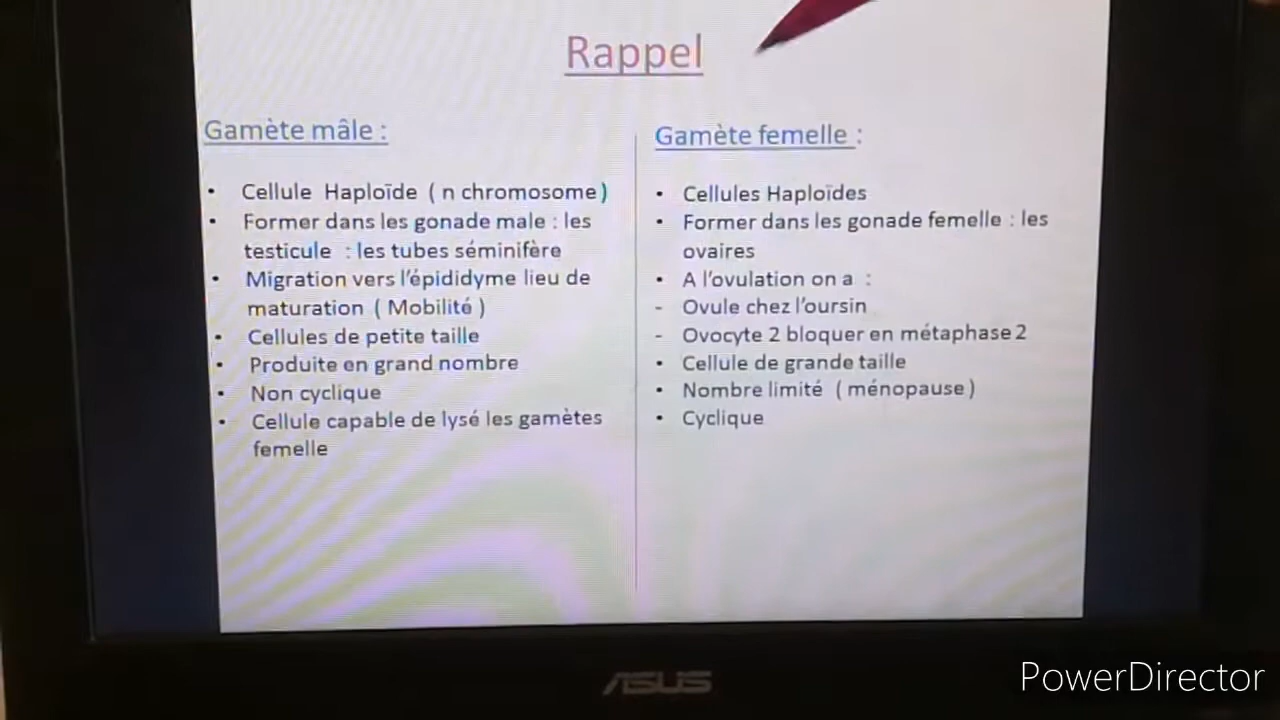 Rappel
Gamète mâle :
• Cellule Haploïde ( n chromosome )
• Former dans les gonade male : les
testicule : les tubes séminifère
• Migration vers l'épididyme lieu de
maturation ( Mobilité )
• Cellules de petite taille
• Produite en grand nombre
• Non cyclique
• Cellule capable de lysé les gamètes
femelle
Gamète femelle :
• Cellules Haploïdes
• Former dans les gonade femelle : les
ovaires
• A l'ovulation on a :
- Ovule chez l'oursin
- Ovocyte 2 bloquer en métaphase 2
• Cellule de grande taille
• Nombre limité ( ménopause )
• Cyclique
ASUS
PowerDirector